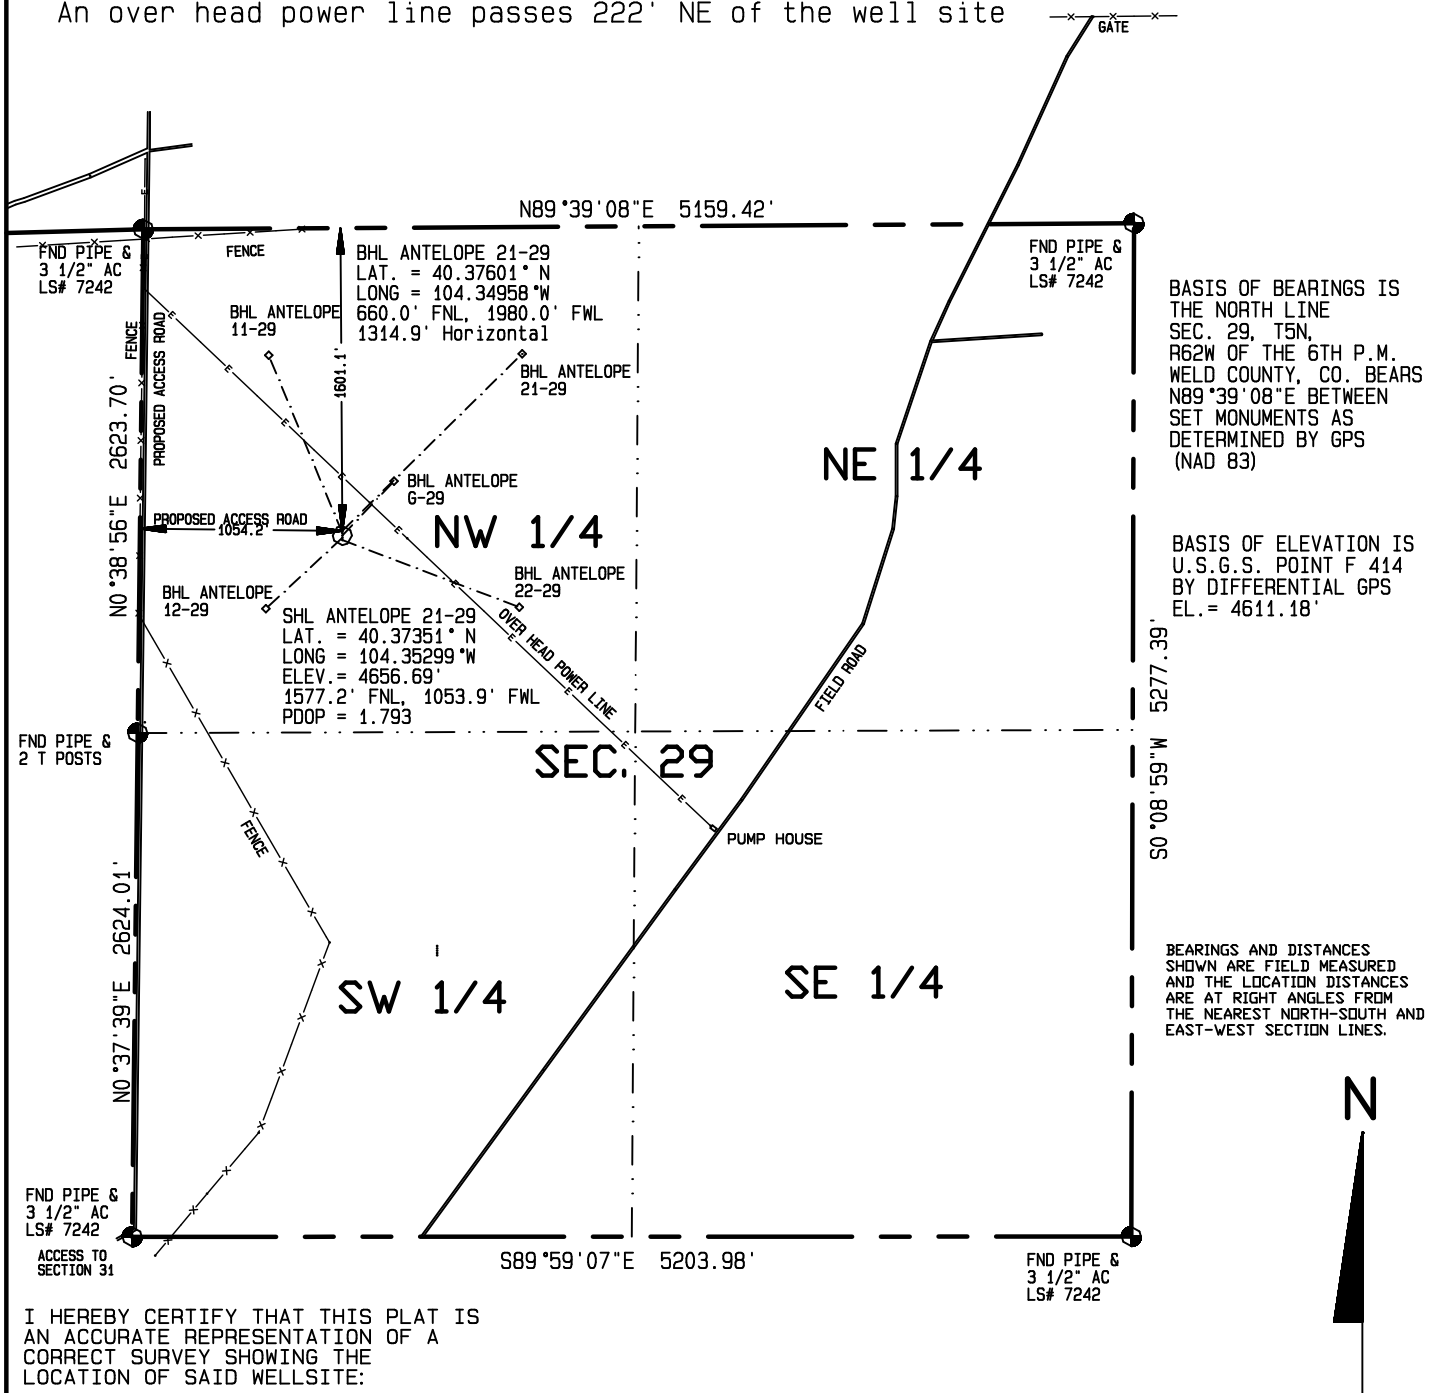 An over head power line passes 222' NE of the well site
GATE
N89°39'08"E 5159.42'
FND PIPE &
3 1/2" AC
LS# 7242
FENCE
BHL ANTELOPE 21-29
LAT. = 40.37601° N
LONG = 104.34958°W
660.0' FNL, 1980.0' FWL
1314.9' Horizontal
FND PIPE &
3 1/2" AC
LS# 7242
BASIS OF BEARINGS IS
THE NORTH LINE
SEC. 29, T5N,
R62W OF THE 6TH P.M.
WELD COUNTY, CO. BEARS
N89°39'08"E BETWEEN
SET MONUMENTS AS
DETERMINED BY GPS
(NAD 83)
BHL ANTELOPE
11-29
FENCE
PROPOSED ACCESS ROAD
1601.1'
BHL ANTELOPE
21-29
N0°38'56"E 2623.70'
NE 1/4
BHL ANTELOPE
G-29
PROPOSED ACCESS ROAD
1054.2'
NW 1/4
BASIS OF ELEVATION IS
U.S.G.S. POINT F 414
BY DIFFERENTIAL GPS
EL.= 4611.18'
BHL ANTELOPE
12-29
BHL ANTELOPE
22-29
SHL ANTELOPE 21-29
LAT. = 40.37351° N
LONG = 104.35299°W
ELEV.= 4656.69'
1577.2' FNL, 1053.9' FWL
PDOP = 1.793
OVER HEAD POWER LINE
FIELD ROAD
S0°08'59"W 5277.39'
FND PIPE &
2 T POSTS
SEC. 29
PUMP HOUSE
FENCE
N0°37'39"E 2624.01'
SW 1/4
SE 1/4
BEARINGS AND DISTANCES
SHOWN ARE FIELD MEASURED
AND THE LOCATION DISTANCES
ARE AT RIGHT ANGLES FROM
THE NEAREST NORTH-SOUTH AND
EAST-WEST SECTION LINES.
N
FND PIPE &
3 1/2" AC
LS# 7242
ACCESS TO
SECTION 31
S89°59'07"E 5203.98'
FND PIPE &
3 1/2" AC
LS# 7242
I HEREBY CERTIFY THAT THIS PLAT IS
AN ACCURATE REPRESENTATION OF A
CORRECT SURVEY SHOWING THE
LOCATION OF SAID WELLSITE: